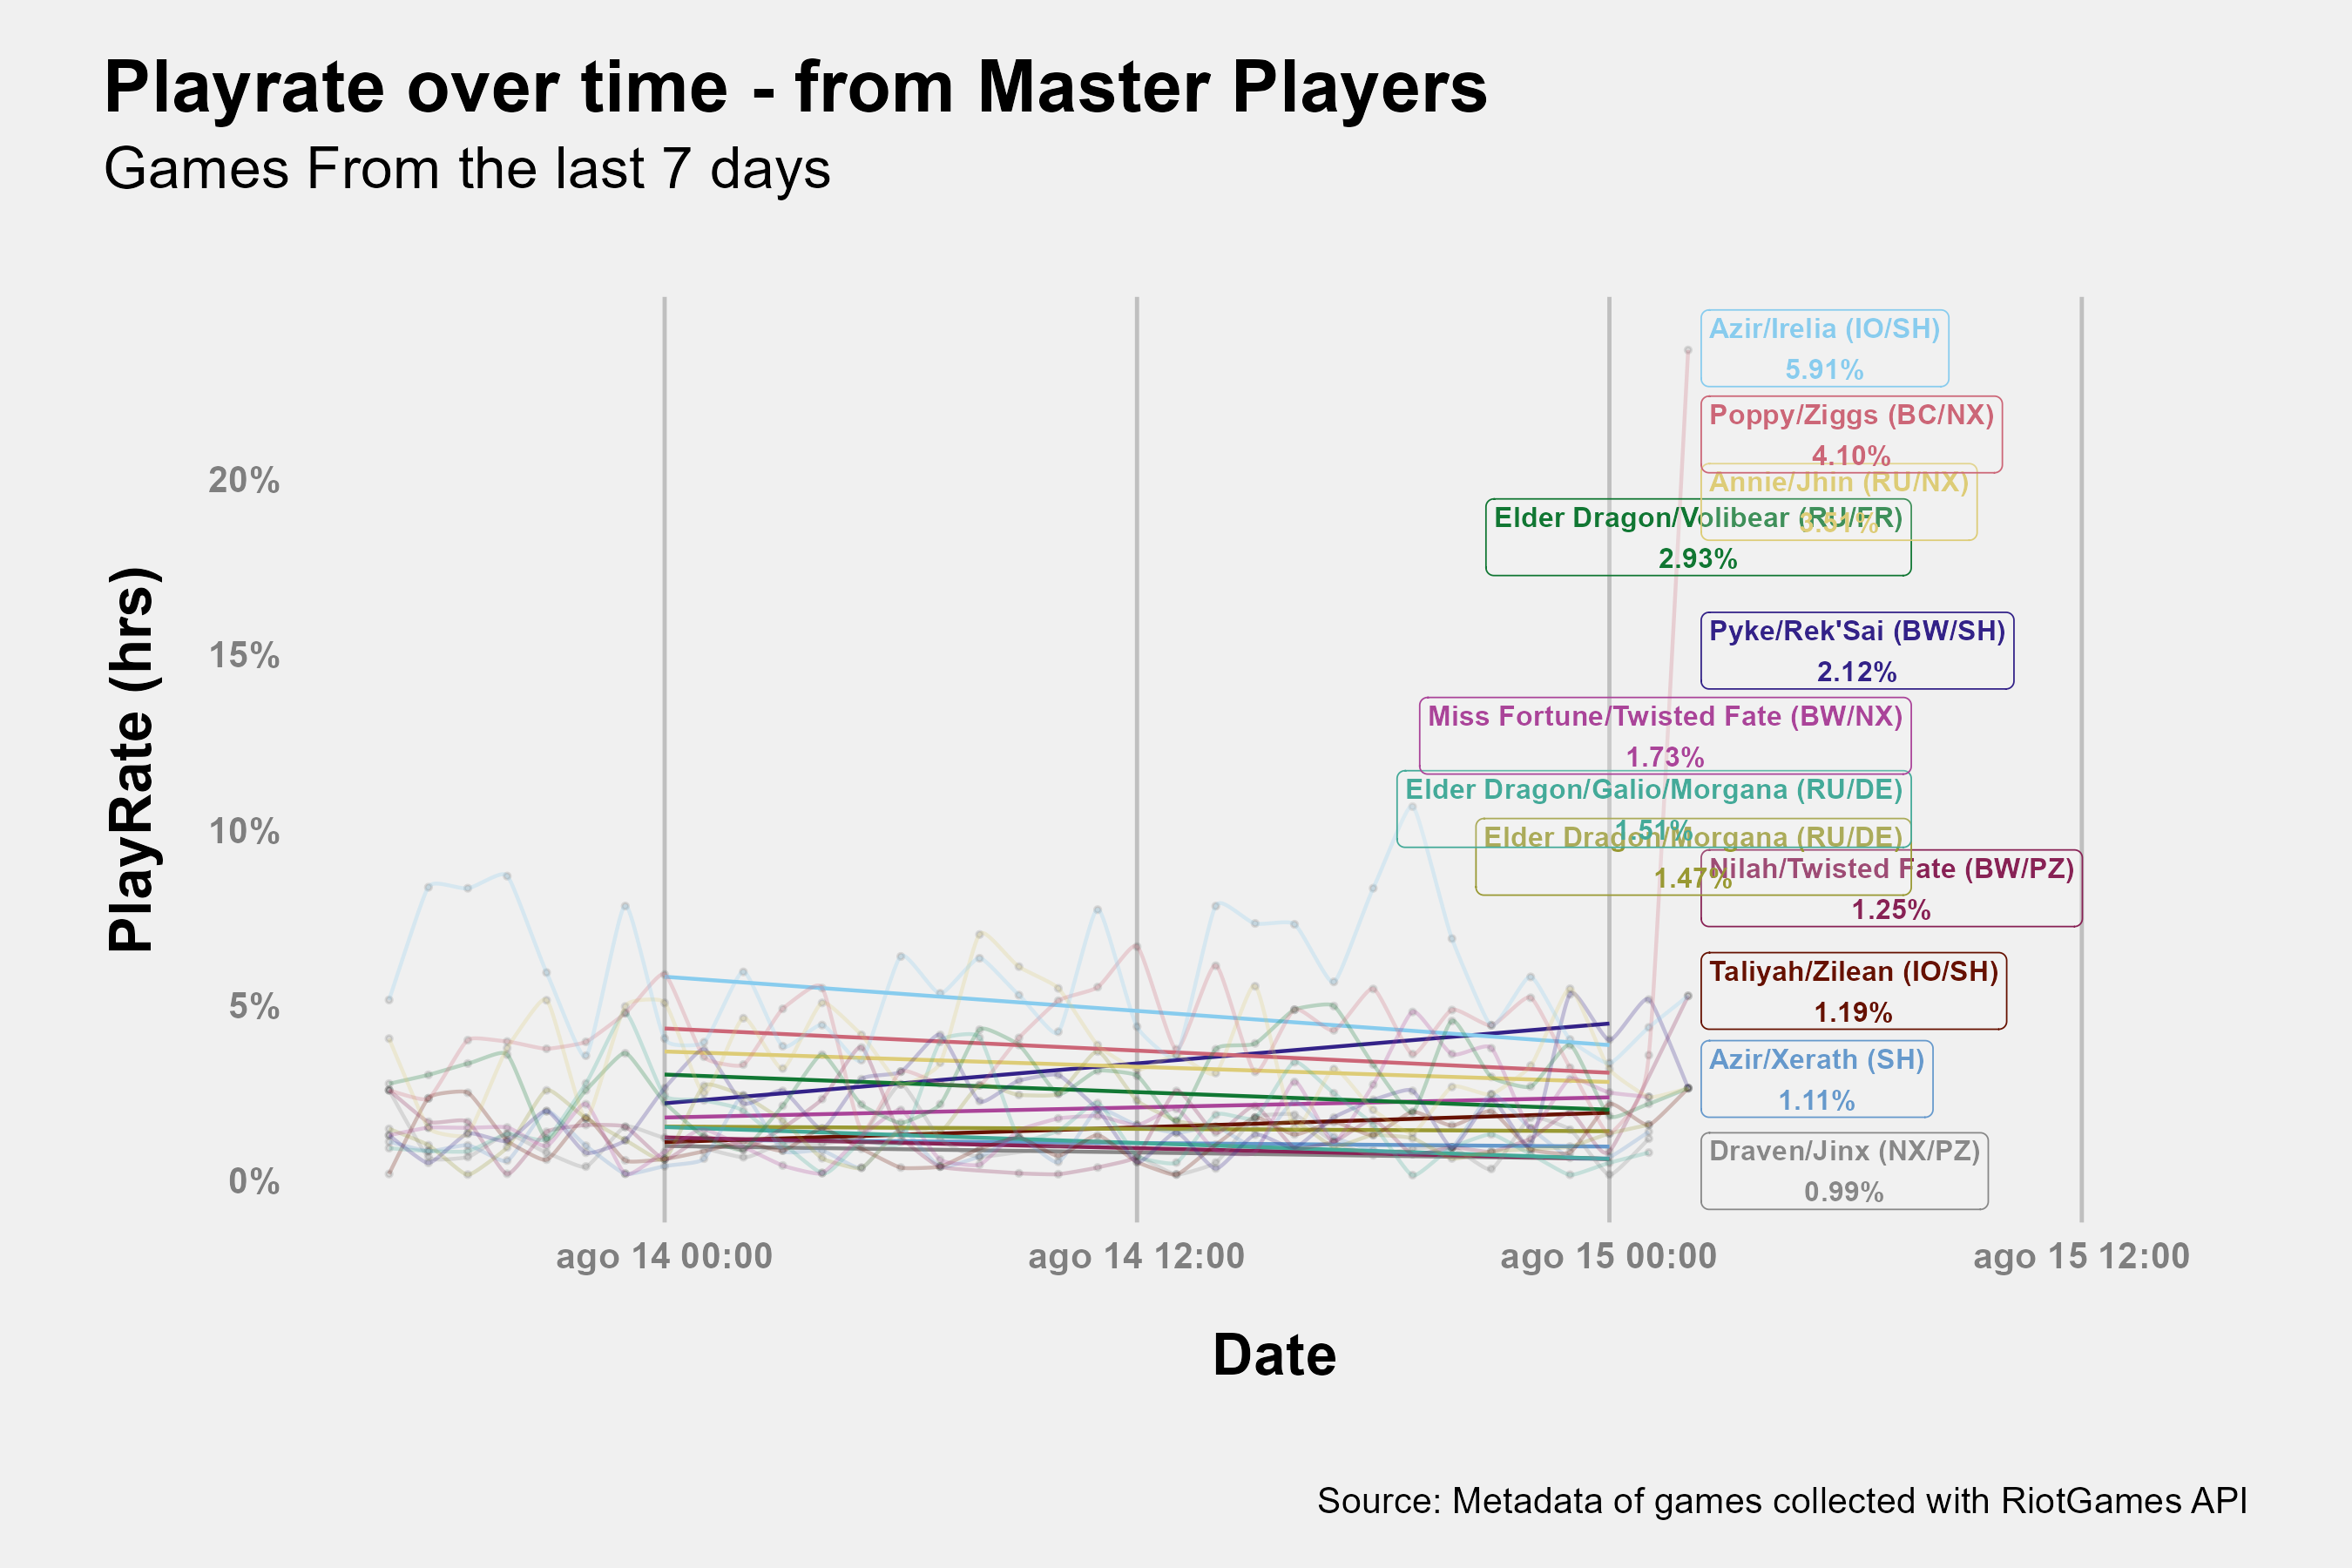 Playrate over time - from Master Players
Games From the last 7 days
PlayRate (hrs)
20%
15%
10%
5%
0%
Azir/Irelia (IO/SH)
5.91%
Poppy/Ziggs (BC/NX)
4.10%
Annie/Jhin (RU/NX)
3.51%
Elder Dragon/Volibear (RU/FR)
2.93%
Pyke/Rek'Sai (BW/SH)
2.12%
Miss Fortune/Twisted Fate (BW/NX)
1.73%
Elder Dragon/Galio/Morgana (RU/DE)
1.51%
Elder Dragon/Morgana (RU/DE)
1.47%
Nilah/Twisted Fate (BW/PZ)
1.25%
Taliyah/Zilean (IO/SH)
1.19%
Azir/Xerath (SH)
1.11%
Draven/Jinx (NX/PZ)
0.99%
ago 14 00:00
ago 14 12:00
ago 15 00:00
ago 15 12:00
Date
Source: Metadata of games collected with RiotGames API